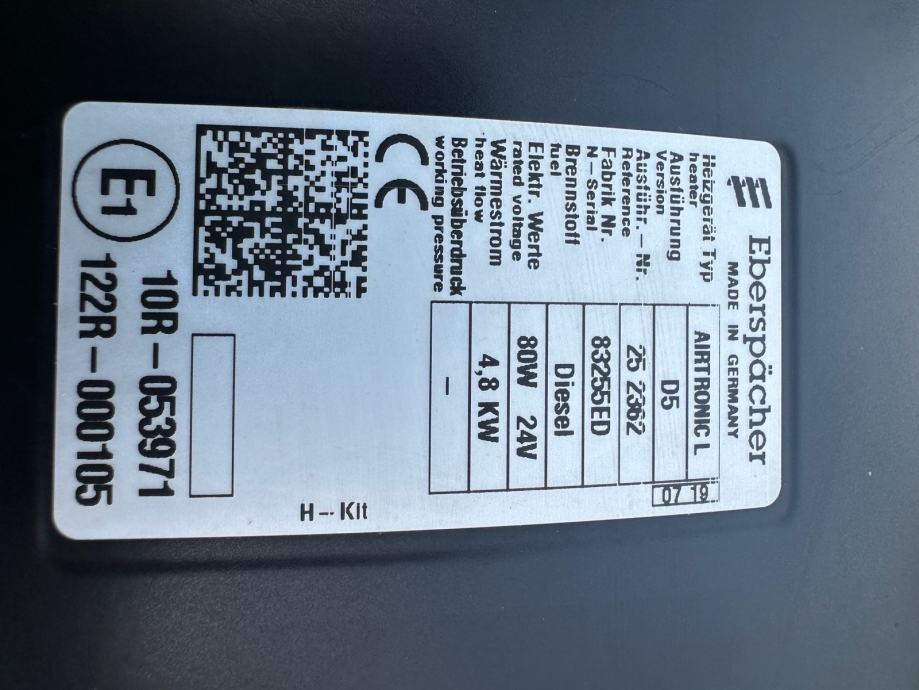 Eberspächer
MADE IN GERMANY
Heizgerät Typ
heater
AIRTRONIC L
07 19
Ausführung
version
D5
Ausführ.-Nr.
Reference
25 2362
Fabrik Nr.
N-Serial
83255ED
Brennstoff
fuel
Diesel
Elektr. Werte
rated voltage
80W 24V
Wärmestrom
heat flow
4,8 KW
Betriebsüberdruck
working pressure
-
CE
H-- Kit
E1
10R-053971
122R-000105